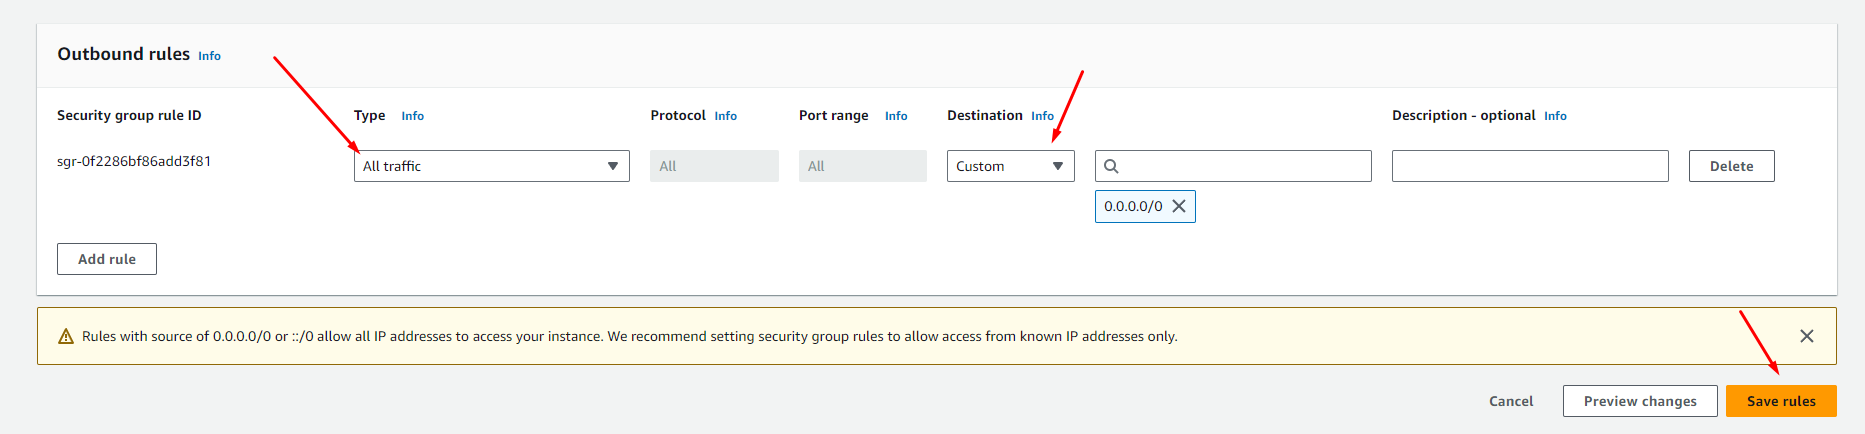 Outbound rules Info
Security group rule ID Type Info Protocol Info Port range Info Destination Info Description - optional Info
sgr-0f2286bf86add3f81 All traffic All All Custom Delete
0.0.0.0/0
Add rule
Rules with source of 0.0.0.0/0 or ::/0 allow all IP addresses to access your instance. We recommend setting security group rules to allow access from known IP addresses only.
Cancel Preview changes Save rules